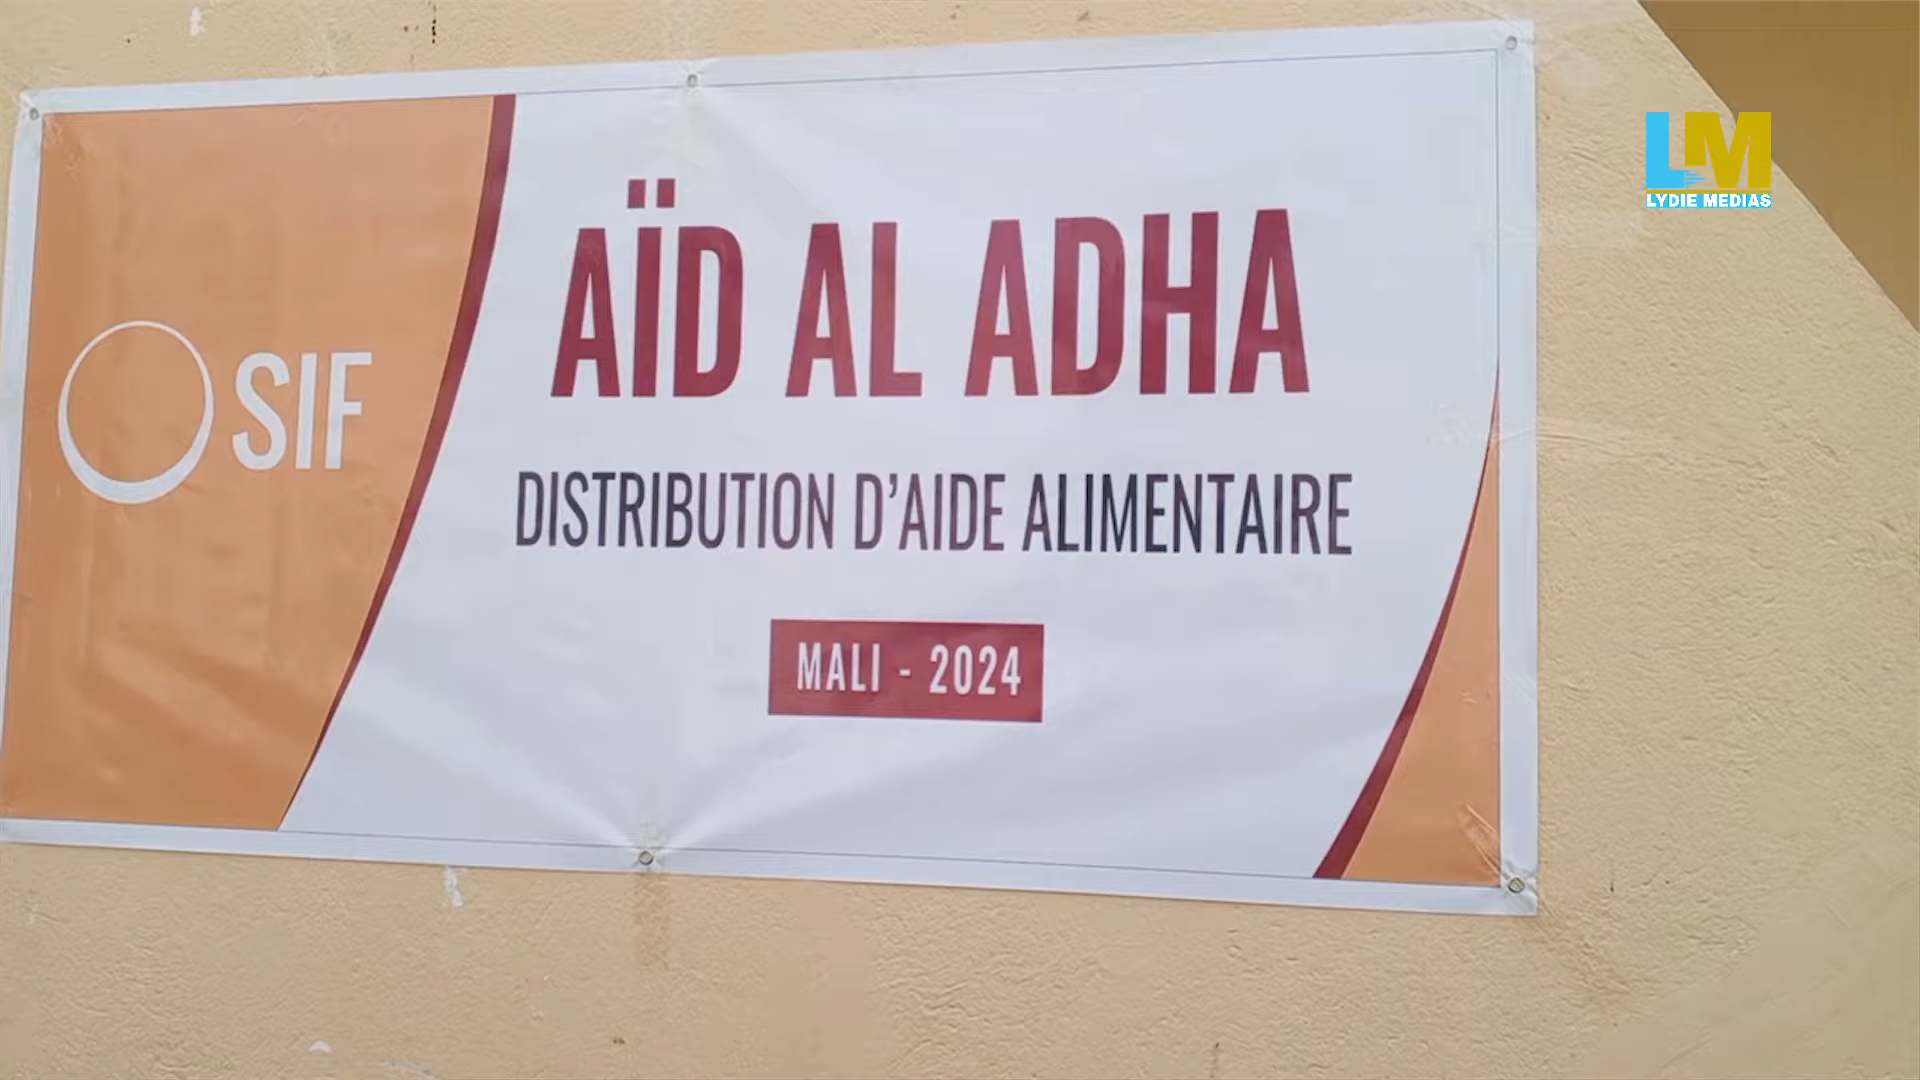 LM
LYDIE MEDIAS
SIF
AÏD AL ADHA
DISTRIBUTION D'AIDE ALIMENTAIRE
MALI - 2024